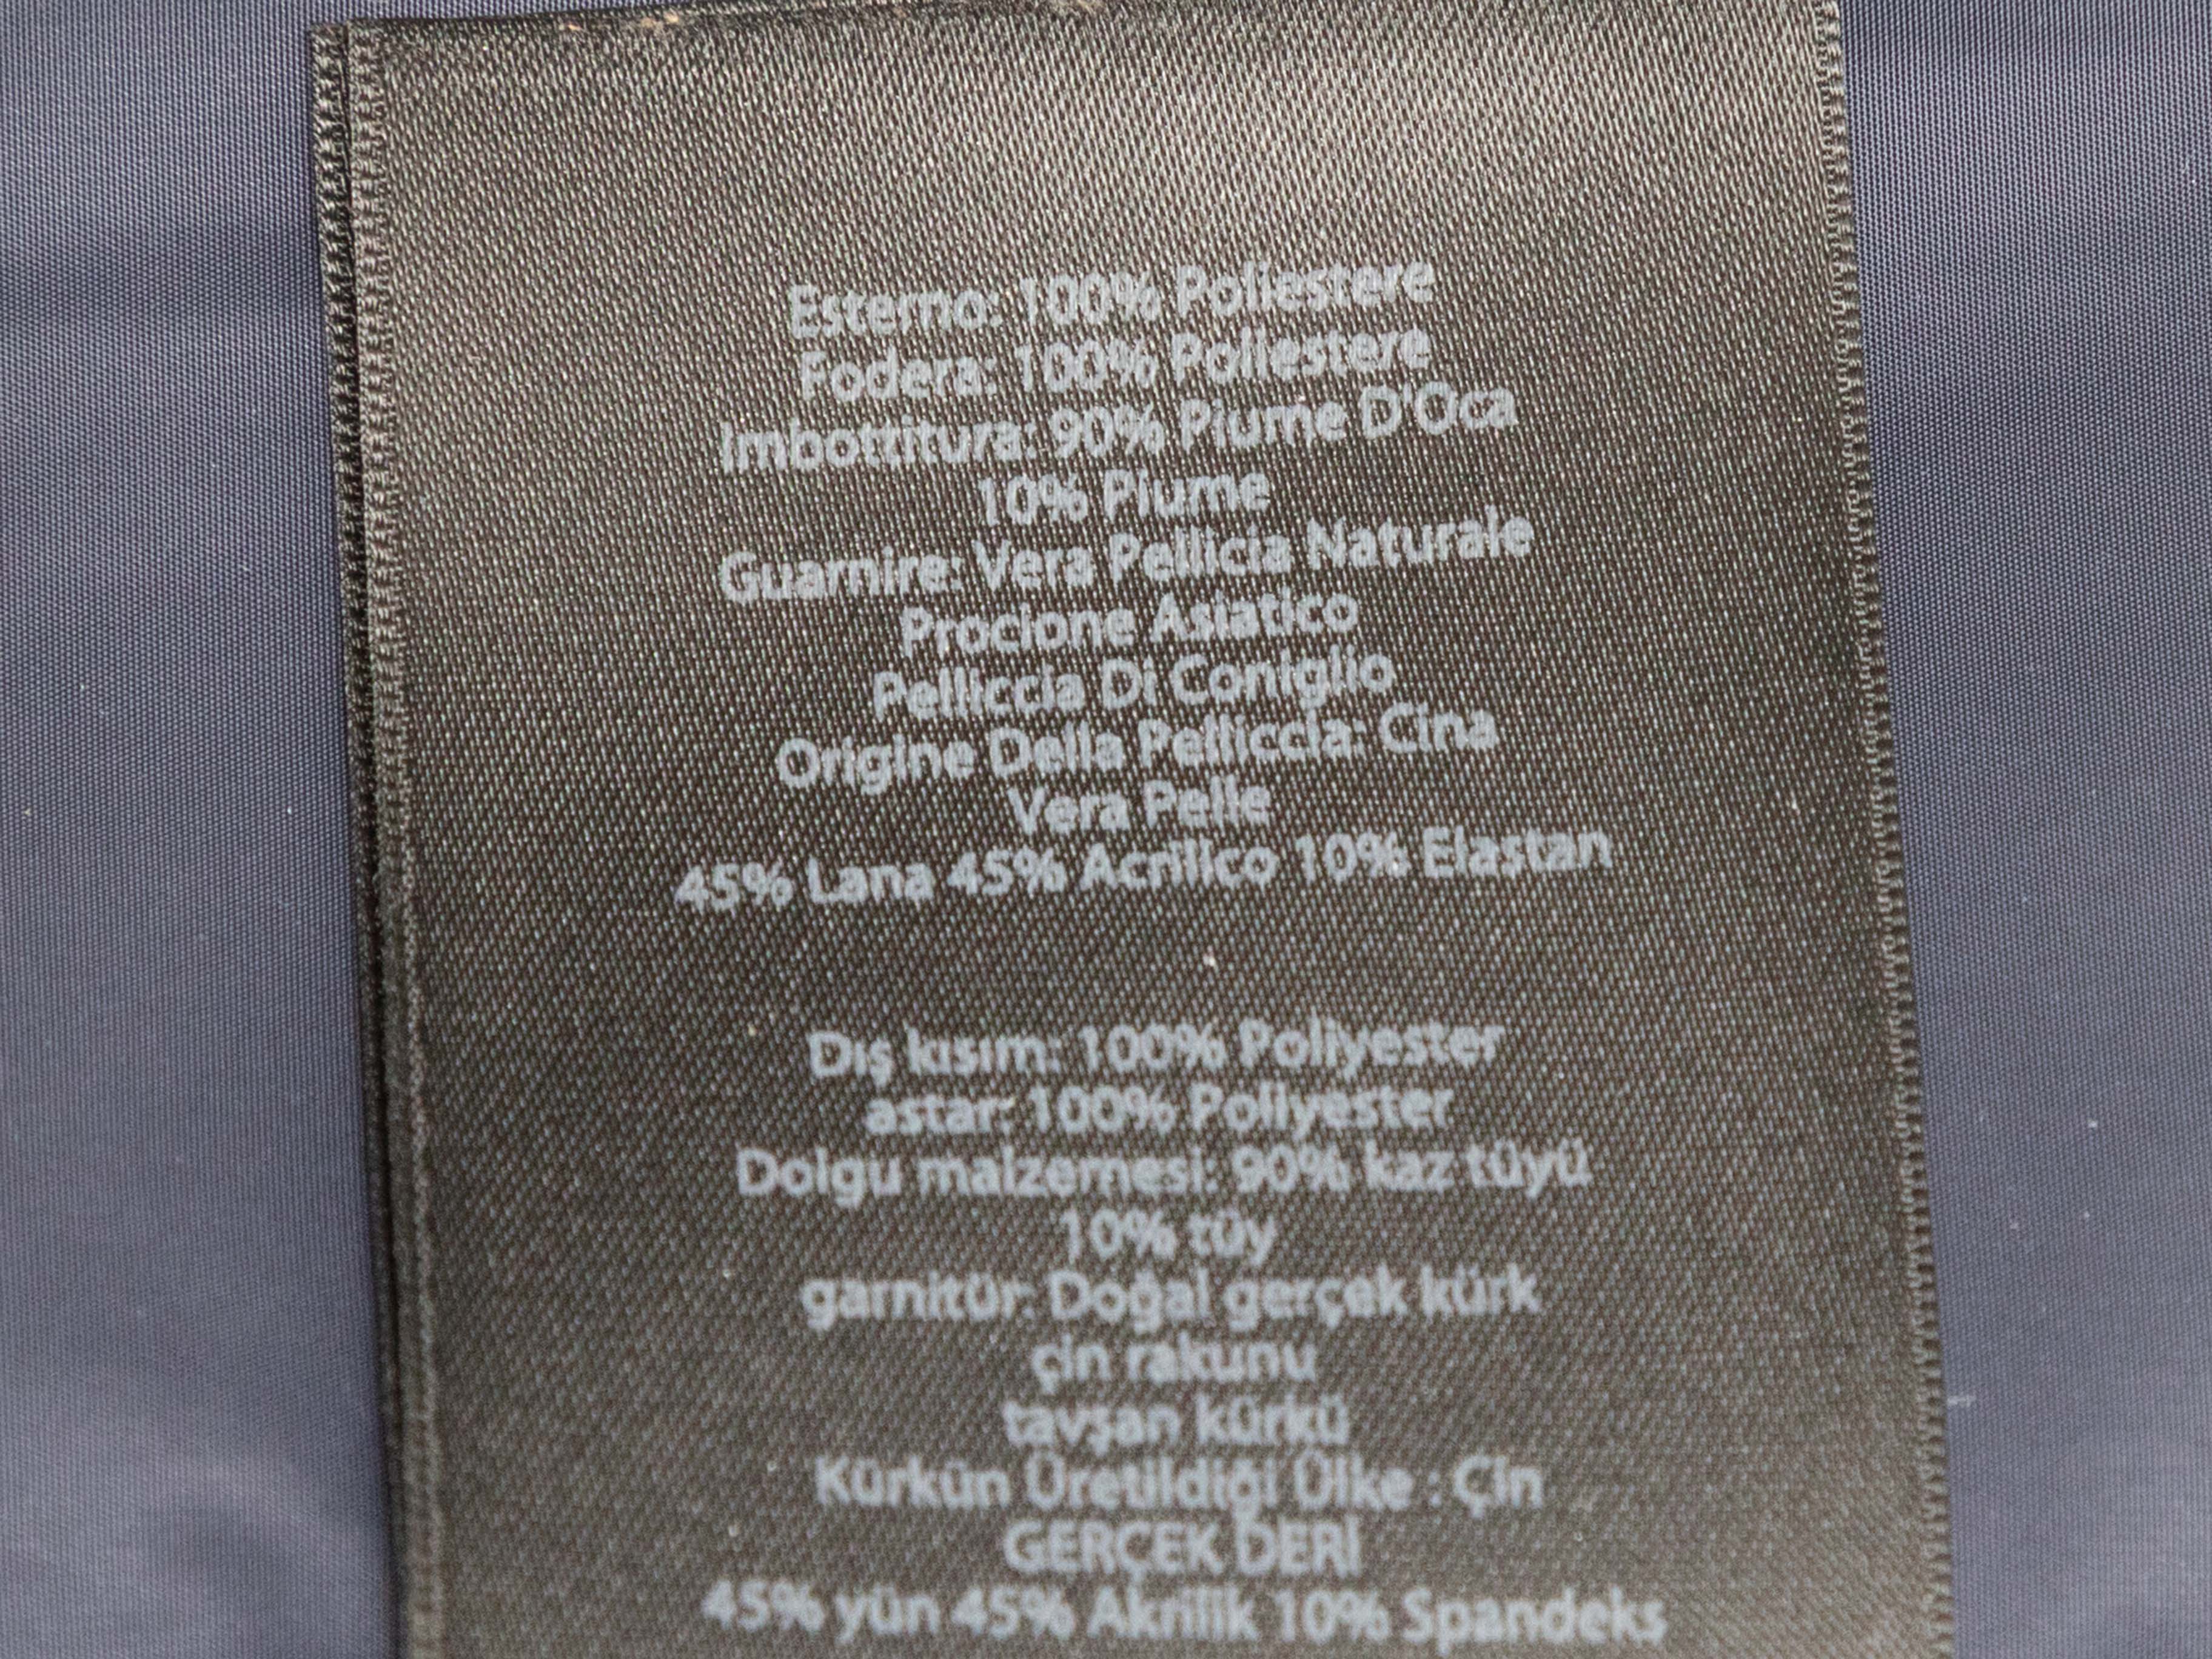 Esterno: 100% Poliestere
Fodera: 100% Poliestere
Imbottitura: 90% Piume D'Oca
10% Piume
Guarnire: Vera Pellicia Naturale
Procione Asiatico
Pelliccia Di Coniglio
Origine Della Pelliccia: Cina
Vera Pelle
45% Lana 45% Acrilico 10% Elastan
Dış kısım: 100% Poliyester
astar: 100% Poliyester
Dolgu malzemesi: 90% kaz tüyü
10% tüy
garnitür: Doğal gerçek kürk
çin rakunu
tavşan kürkü
Kürkün Üretildiği Ülke : Çin
GERÇEK DERİ
45% yün 45% Akrilik 10% Spandeks